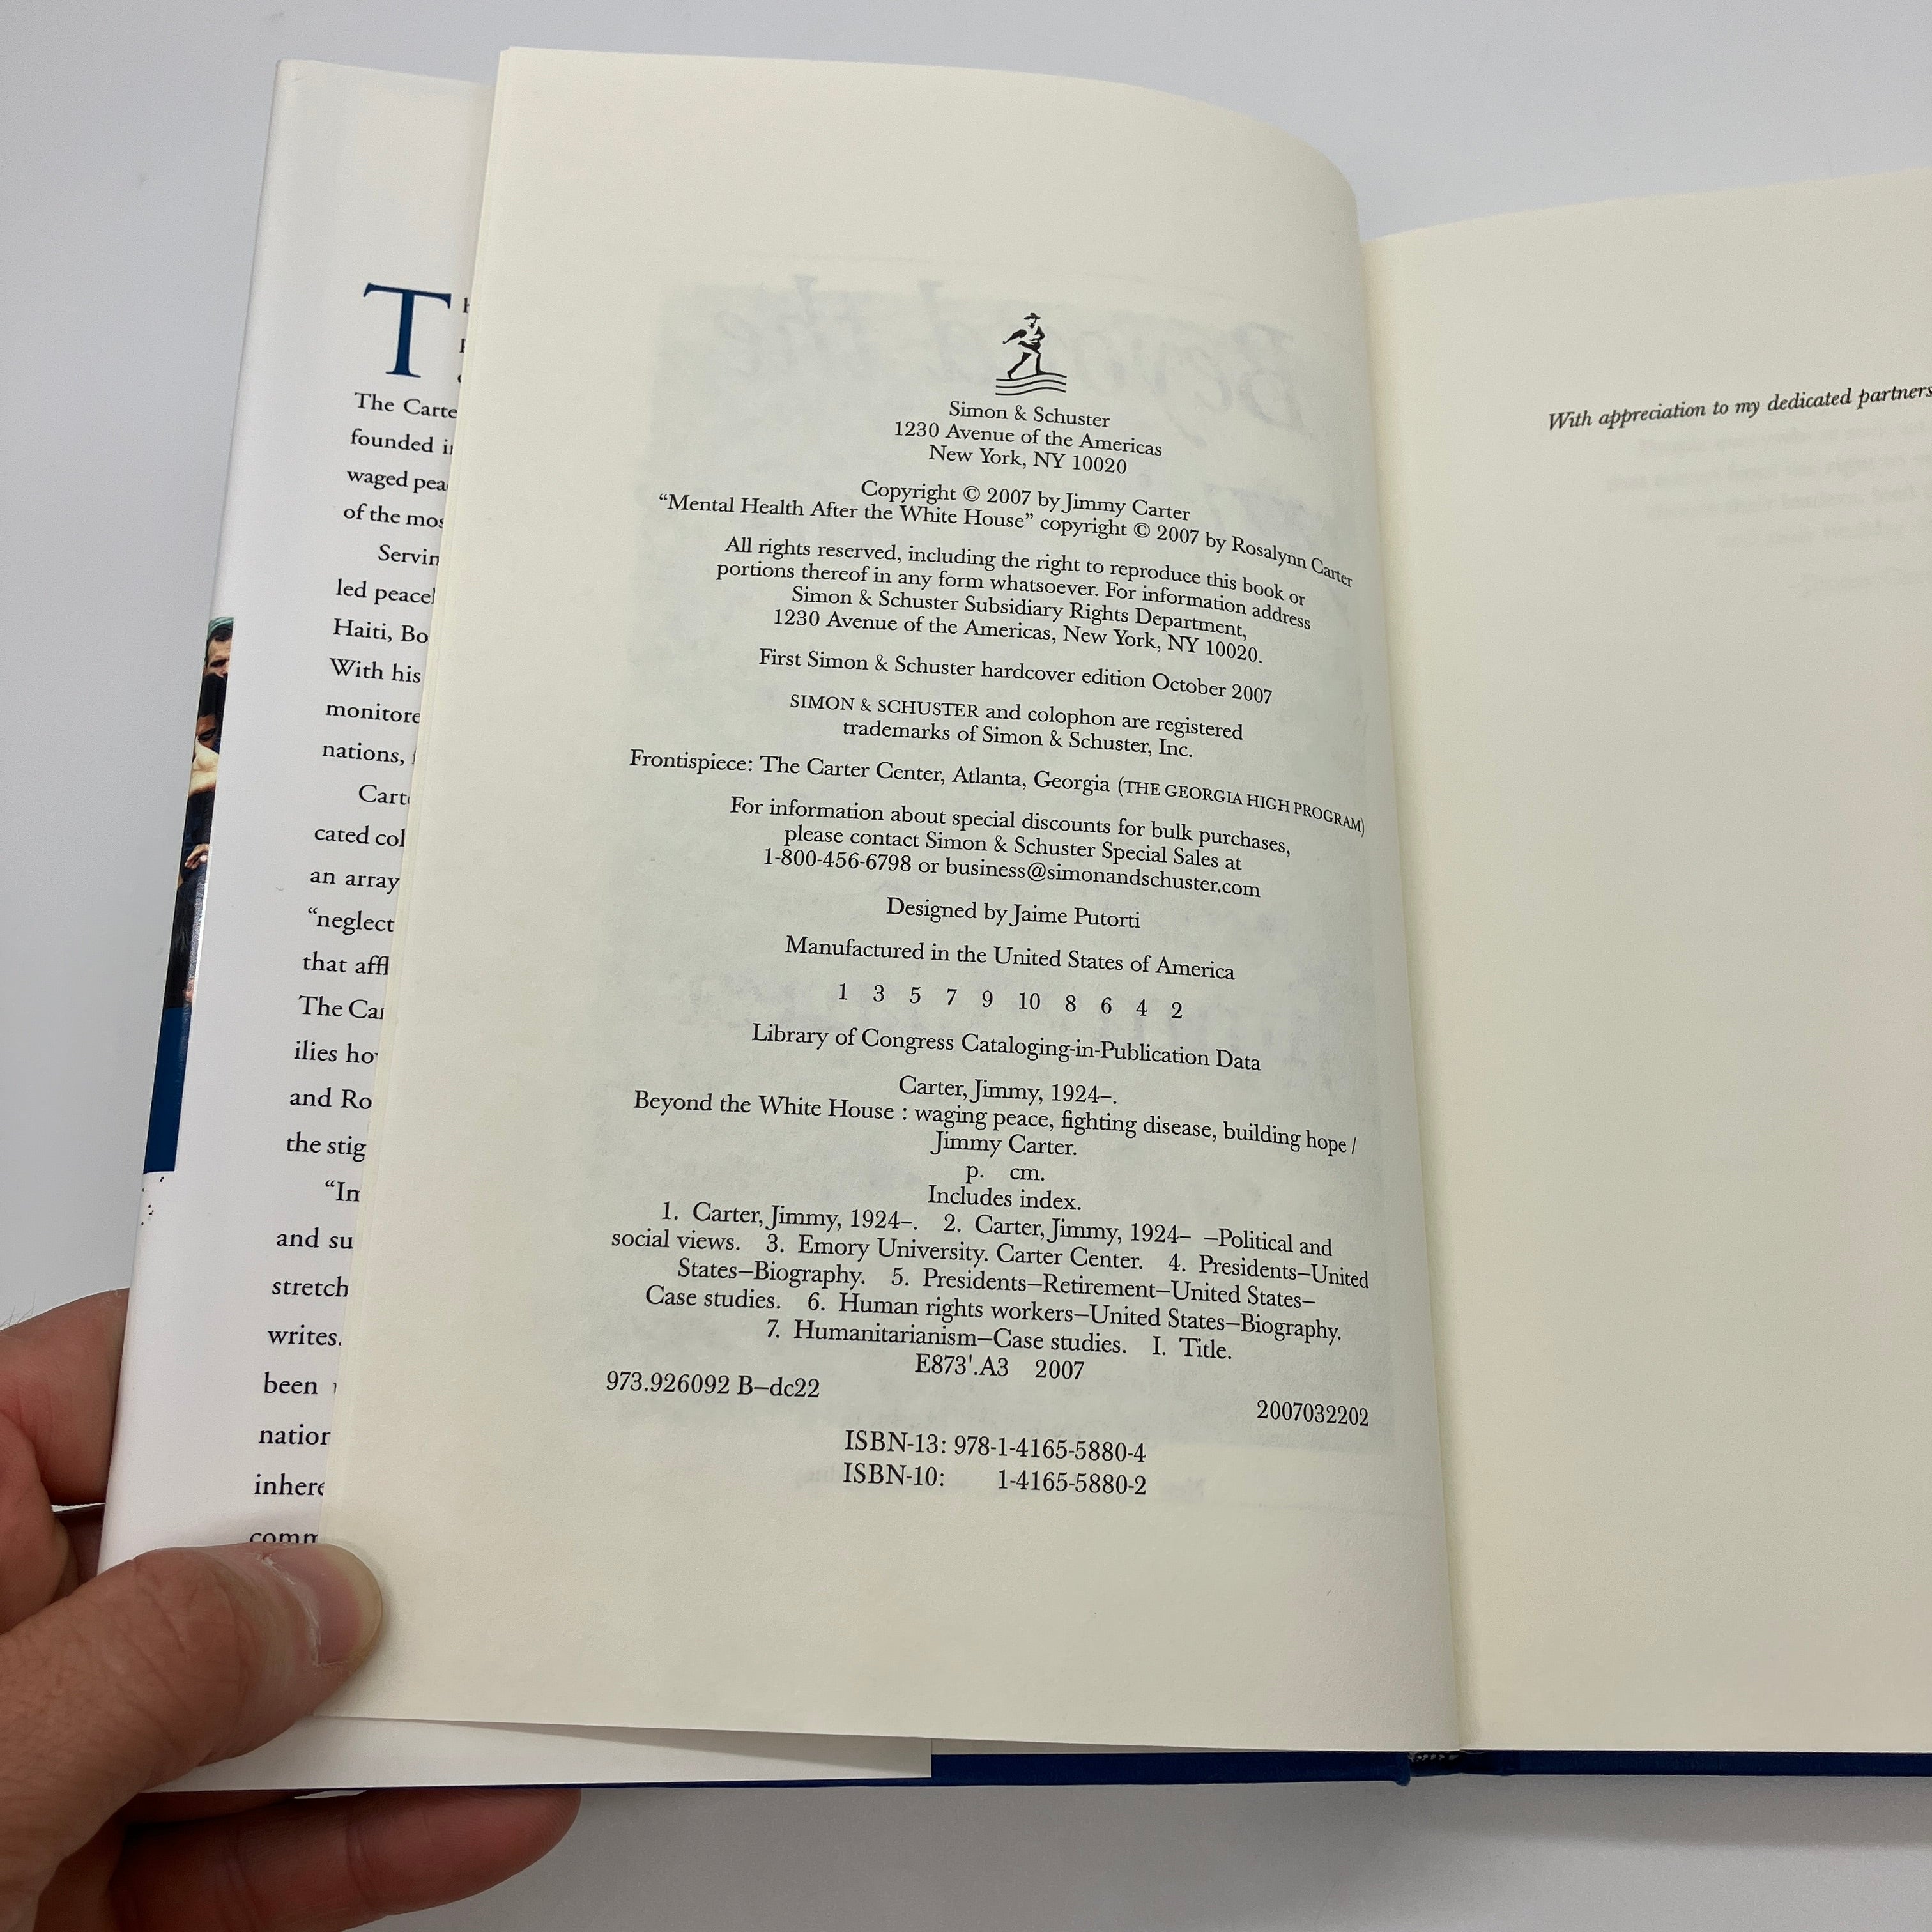 T
The Carte
founded i
waged pea
of the mos
Servin
led peace
Haiti, Bo
With his
monitore
nations,
Cart
cated col
an array
“neglect
that affl
The Car
ilies ho
and Ro
the stig
“In
and su
stretch
writes.
been
nation
inhere
comm
Simon & Schuster
1230 Avenue of the Americas
New York, NY 10020
Copyright © 2007 by Jimmy Carter
“Mental Health After the White House” copyright © 2007 by Rosalynn Carter
All rights reserved, including the right to reproduce this book or
portions thereof in any form whatsoever. For information address
Simon & Schuster Subsidiary Rights Department,
1230 Avenue of the Americas, New York, NY 10020.
First Simon & Schuster hardcover edition October 2007
SIMON & SCHUSTER and colophon are registered
trademarks of Simon & Schuster, Inc.
Frontispiece: The Carter Center, Atlanta, Georgia (THE GEORGIA HIGH PROGRAM)
For information about special discounts for bulk purchases,
please contact Simon & Schuster Special Sales at
1-800-456-6798 or business@simonandschuster.com
Designed by Jaime Putorti
Manufactured in the United States of America
1 3 5 7 9 10 8 6 4 2
Library of Congress Cataloging-in-Publication Data
Carter, Jimmy, 1924–.
Beyond the White House : waging peace, fighting disease, building hope /
Jimmy Carter.
p. cm.
Includes index.
1. Carter, Jimmy, 1924–. 2. Carter, Jimmy, 1924– –Political and
social views. 3. Emory University. Carter Center. 4. Presidents–United
States–Biography. 5. Presidents–Retirement–United States–
Case studies. 6. Human rights workers–United States–Biography.
7. Humanitarianism–Case studies. I. Title.
E873'.A3 2007
973.926092 B–dc22
2007032202
ISBN-13: 978-1-4165-5880-4
ISBN-10: 1-4165-5880-2
With appreciation to my dedicated partners